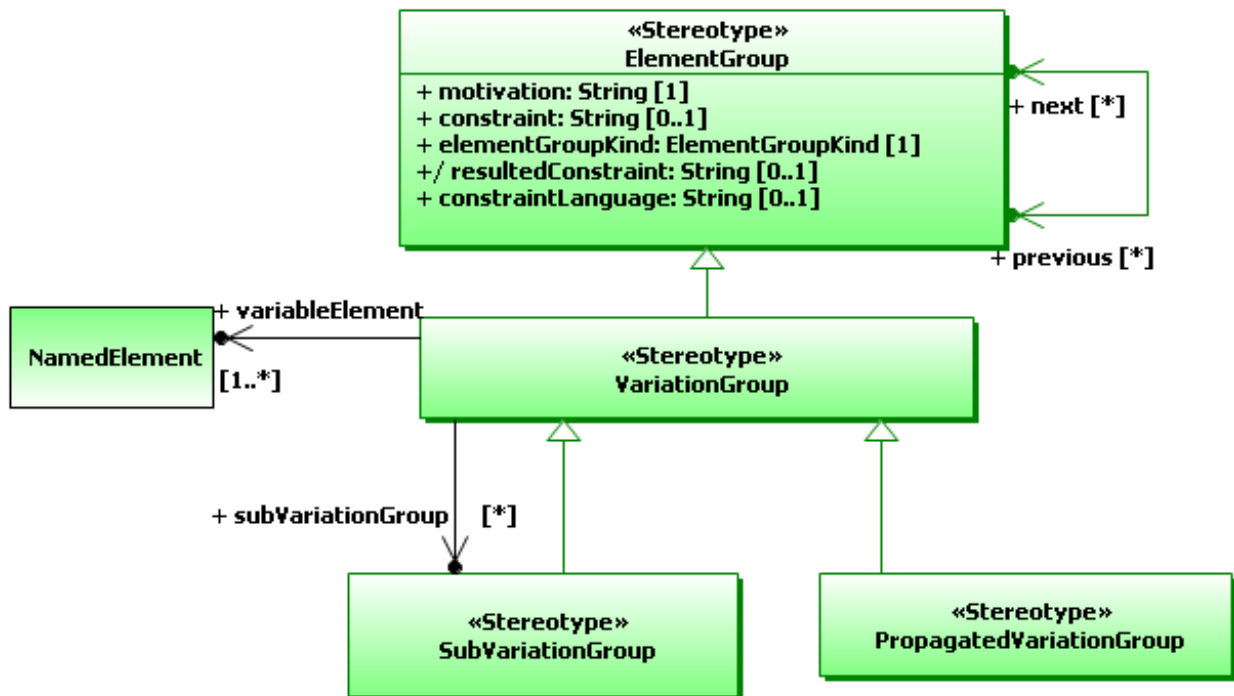 «Stereotype»
ElementGroup
+ motivation: String [1]
+ constraint: String [0..1]
+ elementGroupKind: ElementGroupKind [1]
+/ resultedConstraint: String [0..1]
+ constraintLanguage: String [0..1]
+ next [*]
+ previous [*]
+ variableElement
NamedElement
[1..*]
«Stereotype»
VariationGroup
+ subVariationGroup [*]
«Stereotype»
SubVariationGroup
«Stereotype»
PropagatedVariationGroup